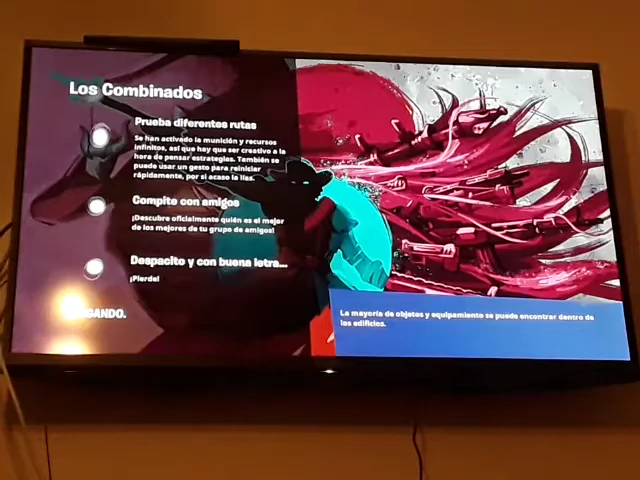 Los Combinados
Prueba diferentes rutas
Se han activado la munición y recursos
infinitos, así que hay que ser creativo a la
hora de pensar estrategias. También se
puede usar un gesto para reiniciar
rápidamente, por si acaso la lías.
Compite con amigos
¡Descubre oficialmente quién es el mejor
de los mejores de tu grupo de amigos!
Despacito y con buena letra...
¡Pierde!
La mayoría de objetos y equipamiento se puede encontrar dentro de
los edificios.